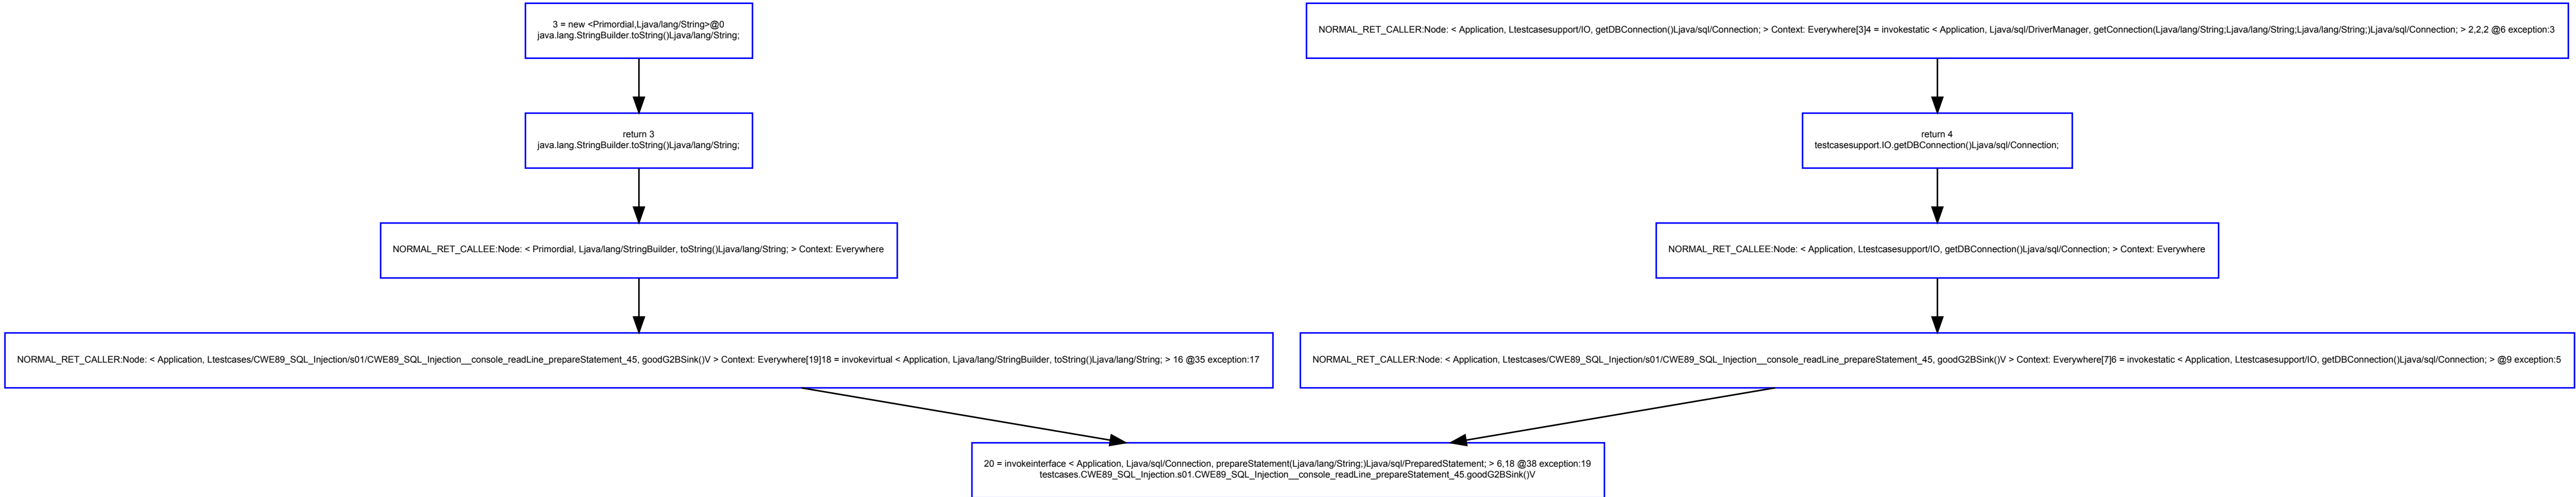 3 = new <Primordial,Ljava/lang/String>@0
java.lang.StringBuilder.toString()Ljava/lang/String;
NORMAL_RET_CALLER:Node: < Application, Ltestcasesupport/IO, getDBConnection()Ljava/sql/Connection; > Context: Everywhere[3]4 = invokestatic < Application, Ljava/sql/DriverManager, getConnection(Ljava/lang/String;Ljava/lang/String;Ljava/lang/String;)Ljava/sql/Connection; > 2,2,2 @6 exception:3
return 3
java.lang.StringBuilder.toString()Ljava/lang/String;
return 4
testcasesupport.IO.getDBConnection()Ljava/sql/Connection;
NORMAL_RET_CALLEE:Node: < Primordial, Ljava/lang/StringBuilder, toString()Ljava/lang/String; > Context: Everywhere
NORMAL_RET_CALLEE:Node: < Application, Ltestcasesupport/IO, getDBConnection()Ljava/sql/Connection; > Context: Everywhere
NORMAL_RET_CALLER:Node: < Application, Ltestcases/CWE89_SQL_Injection/s01/CWE89_SQL_Injection__console_readLine_prepareStatement_45, goodG2BSink()V > Context: Everywhere[19]18 = invokevirtual < Application, Ljava/lang/StringBuilder, toString()Ljava/lang/String; > 16 @35 exception:17
NORMAL_RET_CALLER:Node: < Application, Ltestcases/CWE89_SQL_Injection/s01/CWE89_SQL_Injection__console_readLine_prepareStatement_45, goodG2BSink()V > Context: Everywhere[7]6 = invokestatic < Application, Ltestcasesupport/IO, getDBConnection()Ljava/sql/Connection; > @9 exception:5
20 = invokeinterface < Application, Ljava/sql/Connection, prepareStatement(Ljava/lang/String;)Ljava/sql/PreparedStatement; > 6,18 @38 exception:19
testcases.CWE89_SQL_Injection.s01.CWE89_SQL_Injection__console_readLine_prepareStatement_45.goodG2BSink()V